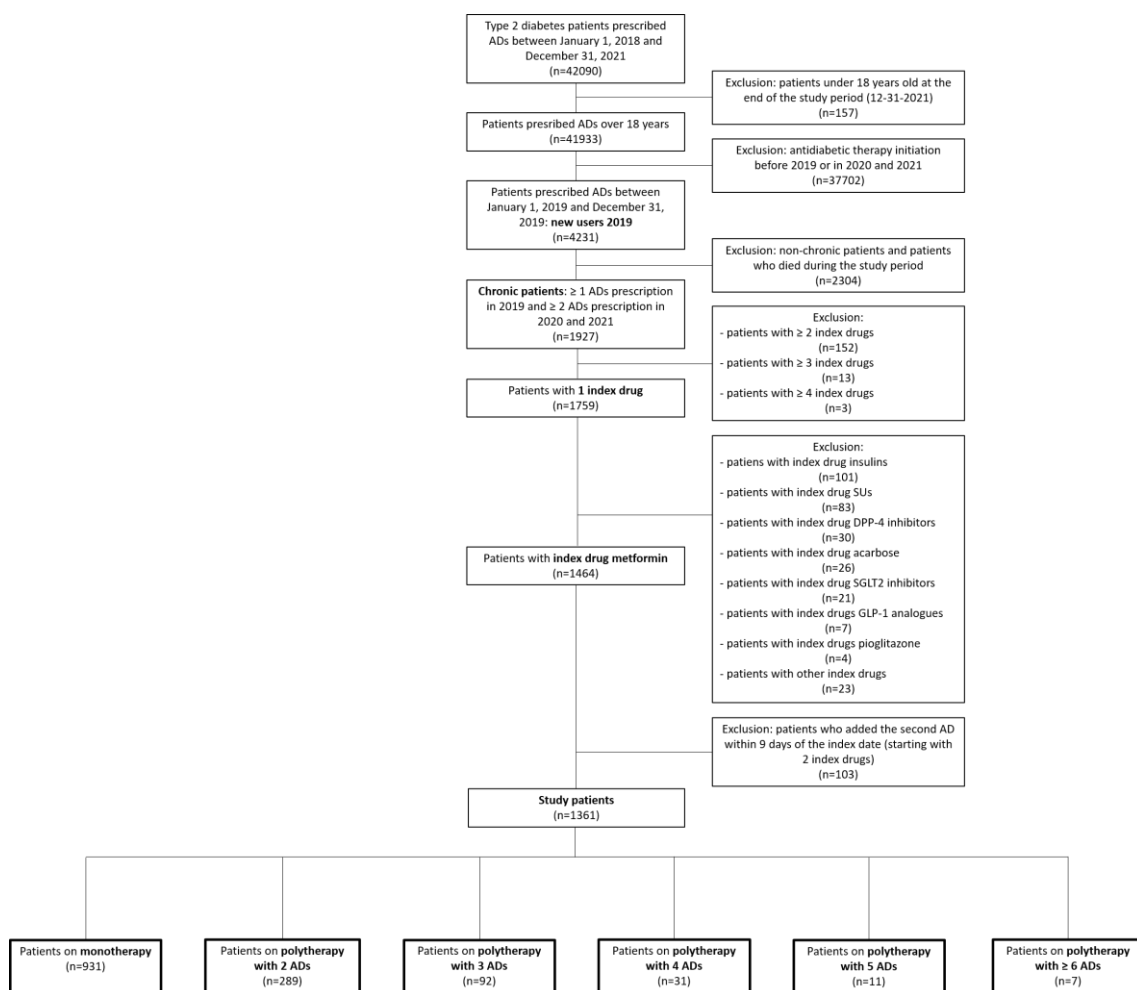 Type 2 diabetes patients prescribed
ADs between January 1, 2018 and
December 31, 2021
(n=42090)
Exclusion: patients under 18 years old at the
end of the study period (12-31-2021)
(n=157)
Patients presribed ADs over 18 years
(n=41933)
Exclusion: antidiabetic therapy initiation
before 2019 or in 2020 and 2021
(n=37702)
Patients prescribed ADs between
January 1, 2019 and December 31,
2019: new users 2019
(n=4231)
Exclusion: non-chronic patients and patients
who died during the study period
(n=2304)
Chronic patients: ≥ 1 ADs prescription
in 2019 and ≥ 2 ADs prescription in
2020 and 2021
(n=1927)
Exclusion:
- patients with ≥ 2 index drugs
(n=152)
- patients with ≥ 3 index drugs
(n=13)
- patients with ≥ 4 index drugs
(n=3)
Patients with 1 index drug
(n=1759)
Exclusion:
- patiens with index drug insulins
(n=101)
- patients with index drug SUs
(n=83)
- patients with index drug DPP-4 inhibitors
(n=30)
- patients with index drug acarbose
(n=26)
- patients with index drug SGLT2 inhibitors
(n=21)
- patients with index drugs GLP-1 analogues
(n=7)
- patients with index drugs pioglitazone
(n=4)
- patients with other index drugs
(n=23)
Patients with index drug metformin
(n=1464)
Exclusion: patients who added the second AD
within 9 days of the index date (starting with
2 index drugs)
(n=103)
Study patients
(n=1361)
Patients on monotherapy
(n=931)
Patients on polytherapy
with 2 ADs
(n=289)
Patients on polytherapy
with 3 ADs
(n=92)
Patients on polytherapy
with 4 ADs
(n=31)
Patients on polytherapy
with 5 ADs
(n=11)
Patients on polytherapy
with ≥ 6 ADs
(n=7)